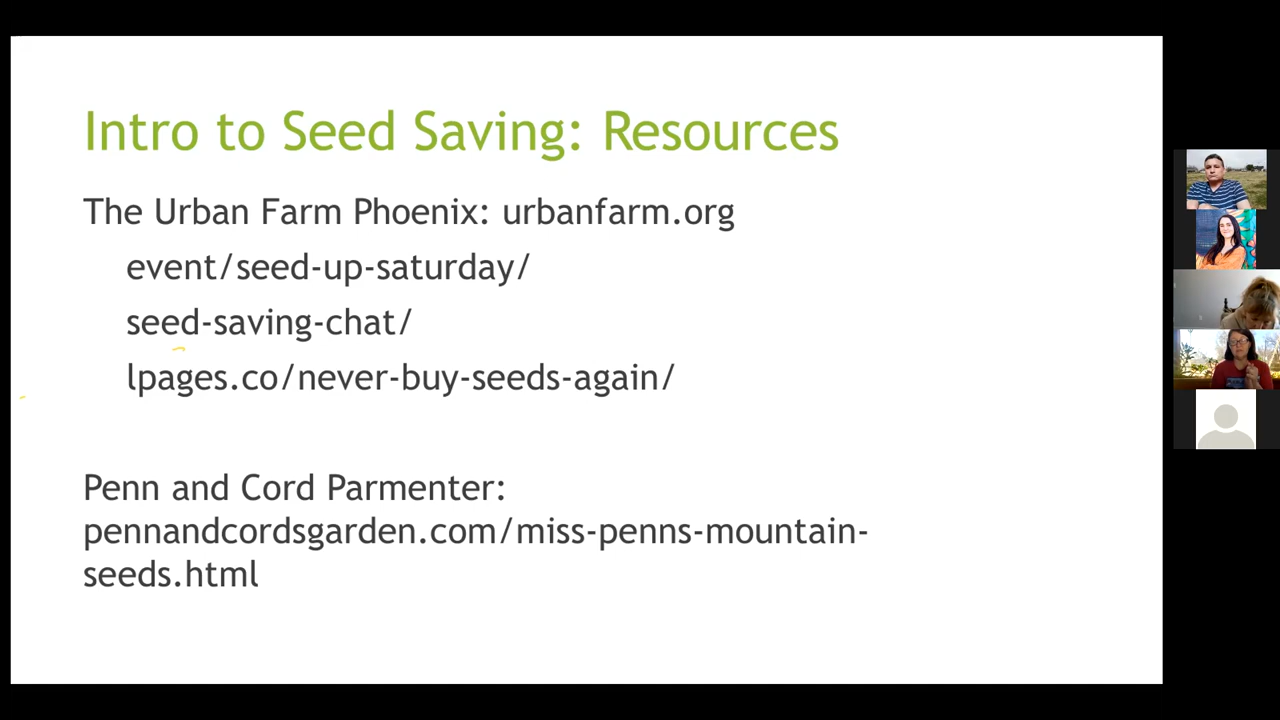 Intro to Seed Saving: Resources
The Urban Farm Phoenix: urbanfarm.org
event/seed-up-saturday/
seed-saving-chat/
lpages.co/never-buy-seeds-again/
Penn and Cord Parmenter:
pennandcordsgarden.com/miss-penns-mountain-
seeds.html